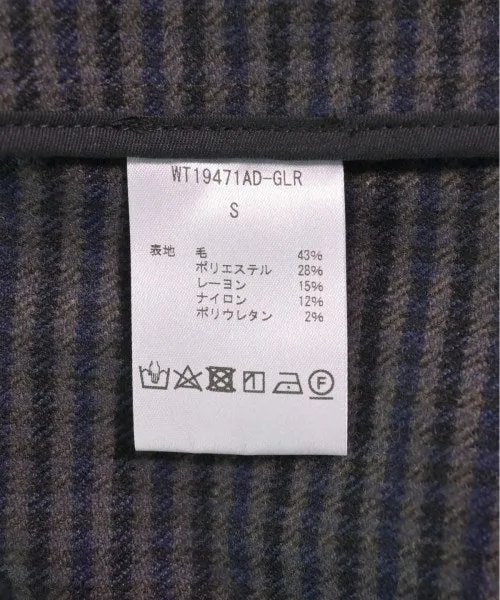 WT19471AD-GLR
S
表地 毛 43%
ポリエステル 28%
レーヨン 15%
ナイロン 12%
ポリウレタン 2%
F